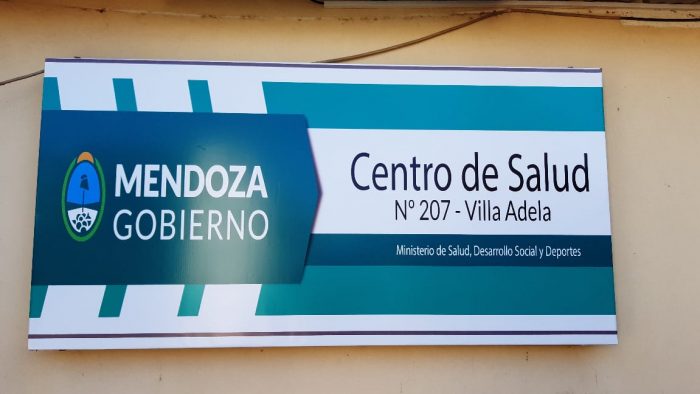 MENDOZA
GOBIERNO
Centro de Salud
Nº 207 - Villa Adela
Ministerio de Salud, Desarrollo Social y Deportes